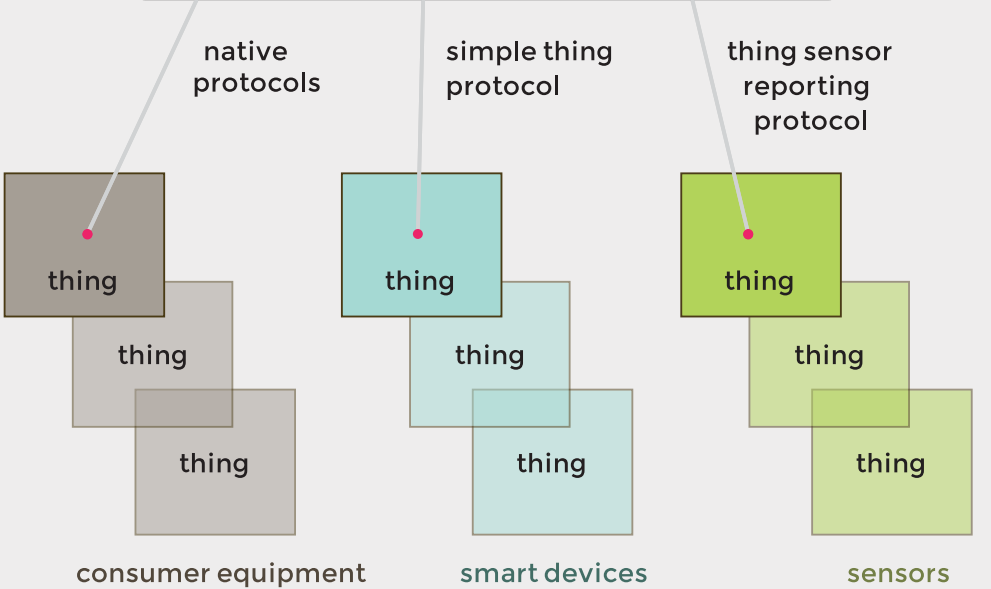 native
protocols
simple thing
protocol
thing sensor
reporting
protocol
thing
thing
thing
thing
thing
thing
thing
thing
thing
consumer equipment
smart devices
sensors